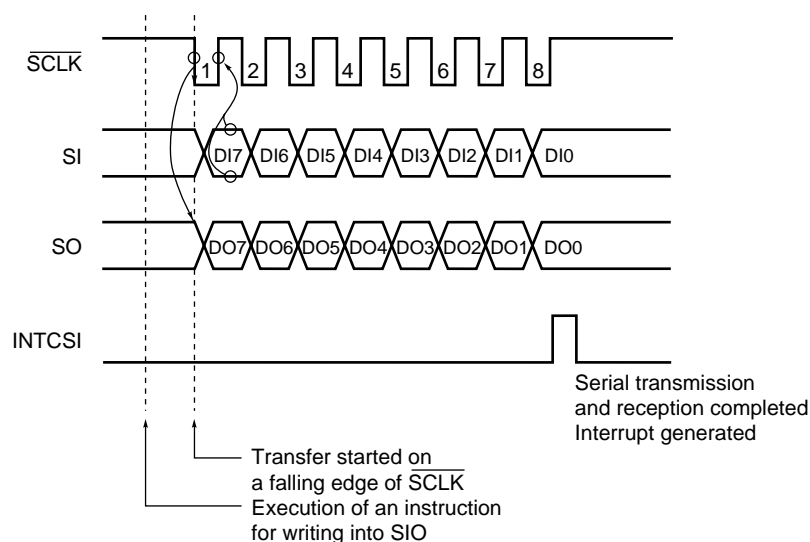 SCLK
1 2 3 4 5 6 7 8
SI
DI7 DI6 DI5 DI4 DI3 DI2 DI1 DI0
SO
DO7 DO6 DO5 DO4 DO3 DO2 DO1 DO0
INTCSI
Serial transmission
and reception completed
Interrupt generated
Transfer started on
a falling edge of SCLK
Execution of an instruction
for writing into SIO